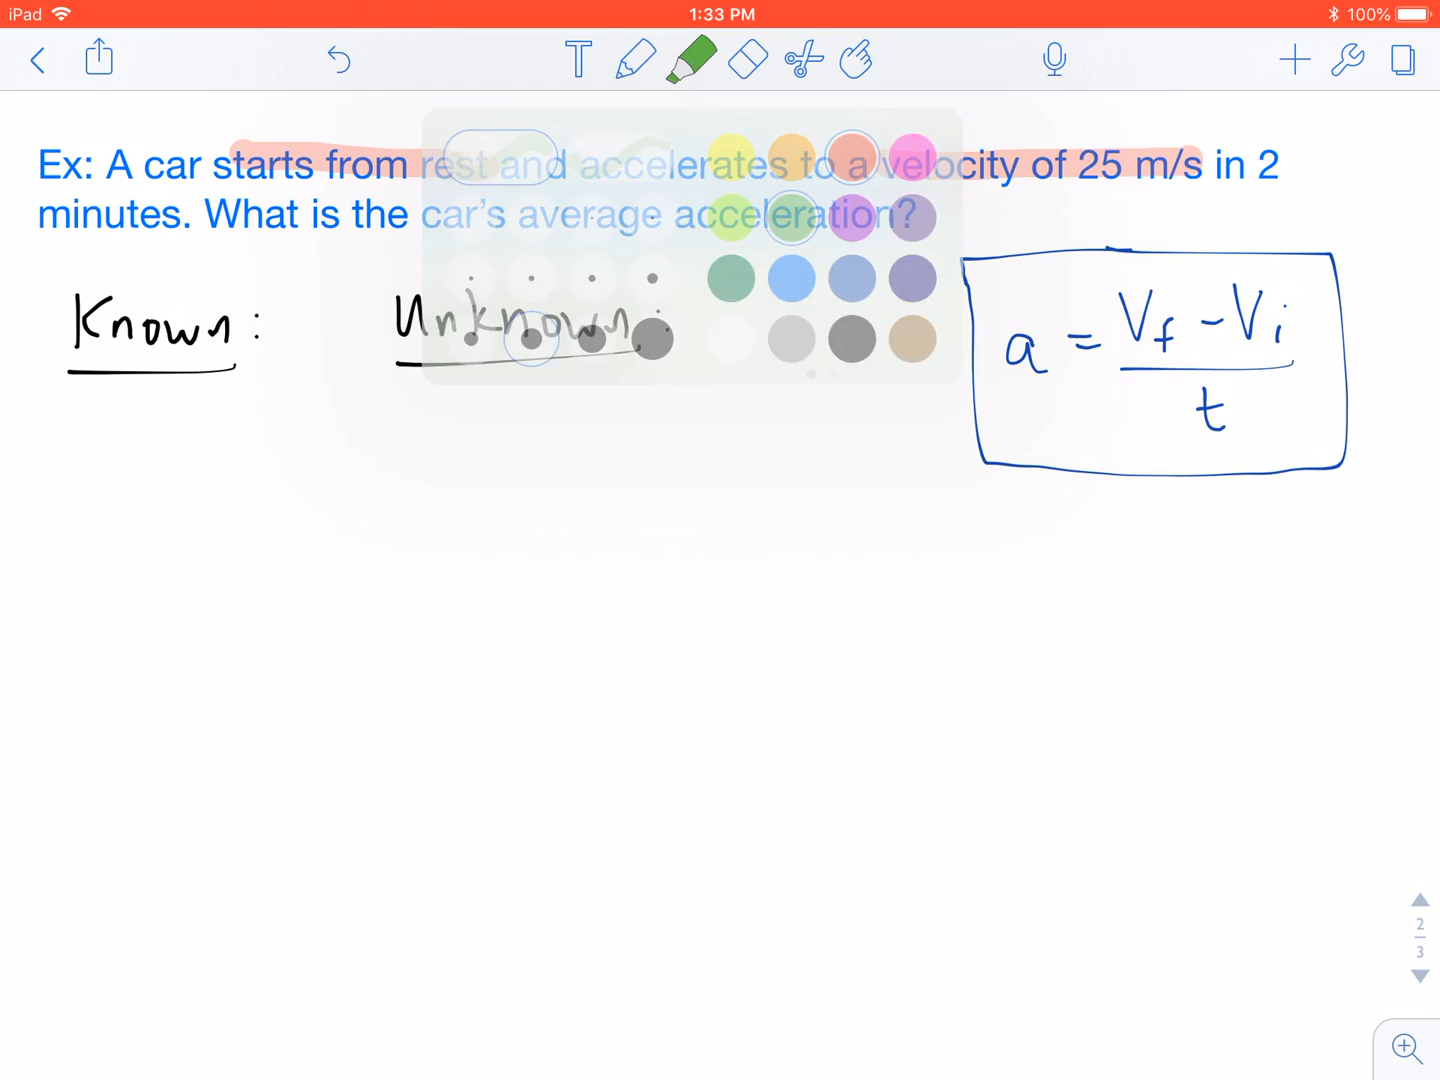 iPad 1:33 PM 100%
T
Ex: A car starts from rest and accelerates to a velocity of 25 m/s in 2
minutes. What is the car's average acceleration?
Known: Unknown:
a = Vf - Vi
t
2
3